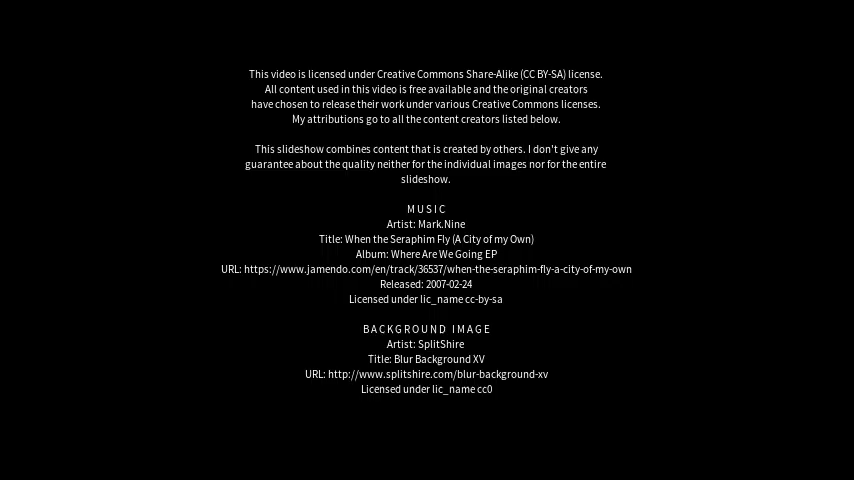 This video is licensed under Creative Commons Share-Alike (CC BY-SA) license.
All content used in this video is free available and the original creators
have chosen to release their work under various Creative Commons licenses.
My attributions go to all the content creators listed below.
This slideshow combines content that is created by others. I don't give any
guarantee about the quality neither for the individual images nor for the entire
slideshow.
MUSIC
Artist: Mark.Nine
Title: When the Seraphim Fly (A City of my Own)
Album: Where Are We Going EP
URL: https://www.jamendo.com/en/track/36537/when-the-seraphim-fly-a-city-of-my-own
Released: 2007-02-24
Licensed under lic_name cc-by-sa
BACKGROUND IMAGE
Artist: SplitShire
Title: Blur Background XV
URL: http://www.splitshire.com/blur-background-xv
Licensed under lic_name cc0